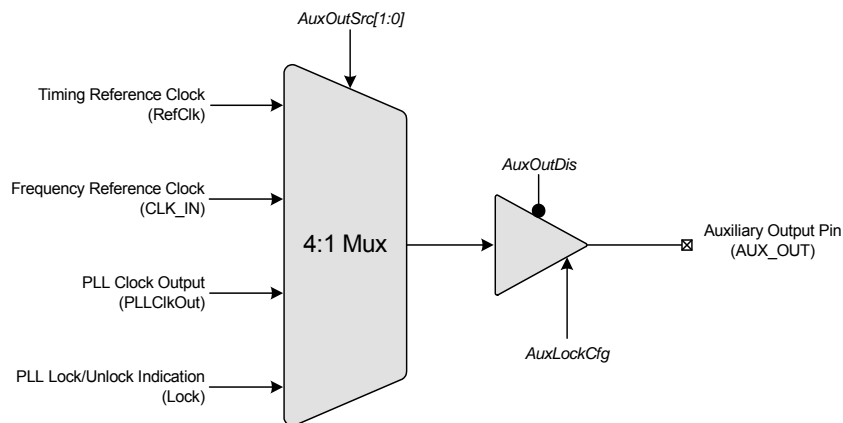 AuxOutSrc[1:0]
Timing Reference Clock
(RefClk)
Frequency Reference Clock
(CLK_IN)
PLL Clock Output
(PLLClkOut)
PLL Lock/Unlock Indication
(Lock)
4:1 Mux
AuxOutDis
AuxLockCfg
Auxiliary Output Pin
(AUX_OUT)